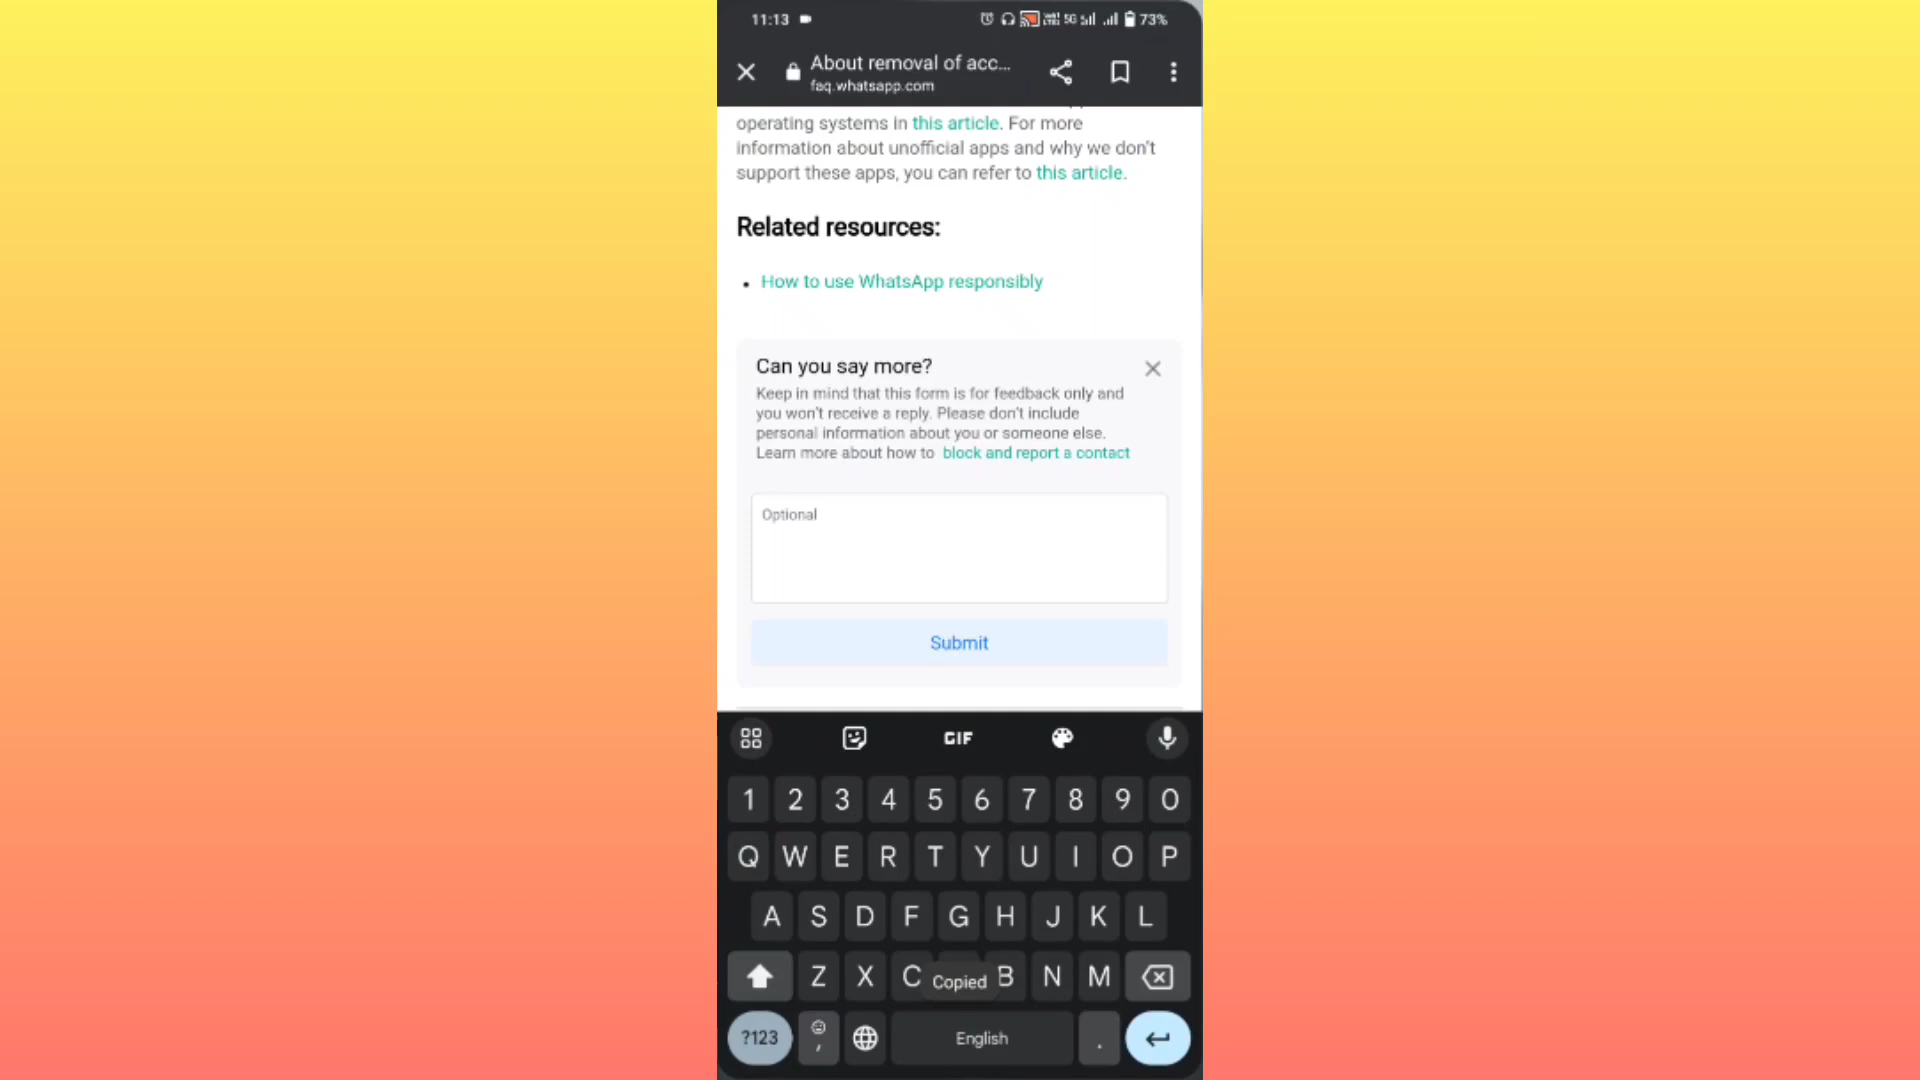 11:13 5G 73%
About removal of acc...
faq.whatsapp.com
operating systems in this article. For more
information about unofficial apps and why we don't
support these apps, you can refer to this article.
Related resources:
• How to use WhatsApp responsibly
Can you say more?
Keep in mind that this form is for feedback only and
you won't receive a reply. Please don't include
personal information about you or someone else.
Learn more about how to block and report a contact
Optional
Submit
GIF
1 2 3 4 5 6 7 8 9 0
Q W E R T Y U I O P
A S D F G H J K L
Z X C Copied B N M
?123 , English .